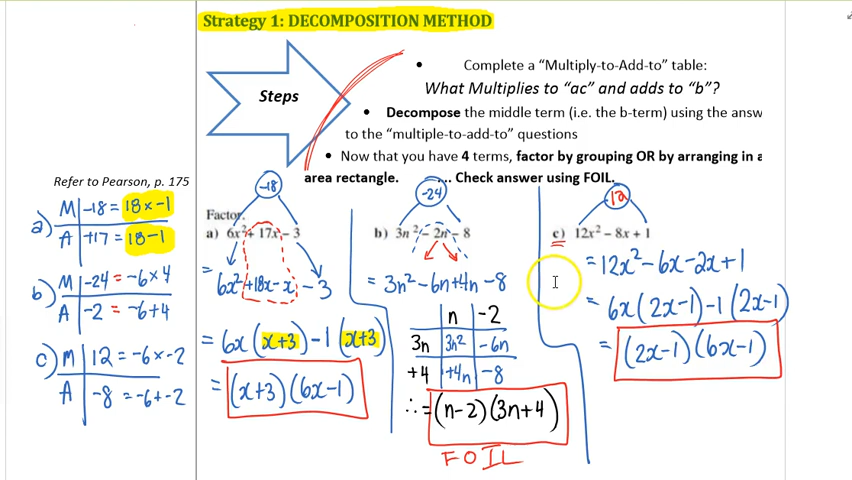 Strategy 1: DECOMPOSITION METHOD
Steps
• Complete a “Multiply-to-Add-to” table:
What Multiplies to “ac” and adds to “b”?
• Decompose the middle term (i.e. the b-term) using the answ
to the “multiple-to-add-to” questions
• Now that you have 4 terms, factor by grouping OR by arranging in a
area rectangle. ... Check answer using FOIL.
Refer to Pearson, p. 175
a) M -18 = 18x-1
A +17 = 18-1
b) M -24 = -6x4
A -2 = -6+4
c) M 12 = -6x-2
A -8 = -6+-2
Factor.
-18
a) 6x² + 17x - 3
= 6x² +18x - x - 3
= 6x(x+3) -1(x+3)
= (x+3)(6x-1)
-24
b) 3n² - 2n - 8
= 3n² - 6n + 4n - 8
n -2
3n 3n² -6n
+4 +4n -8
∴ = (n-2)(3n+4)
FOIL
12
c) 12x² - 8x + 1
= 12x² - 6x - 2x + 1
= 6x(2x-1) -1(2x-1)
= (2x-1)(6x-1)